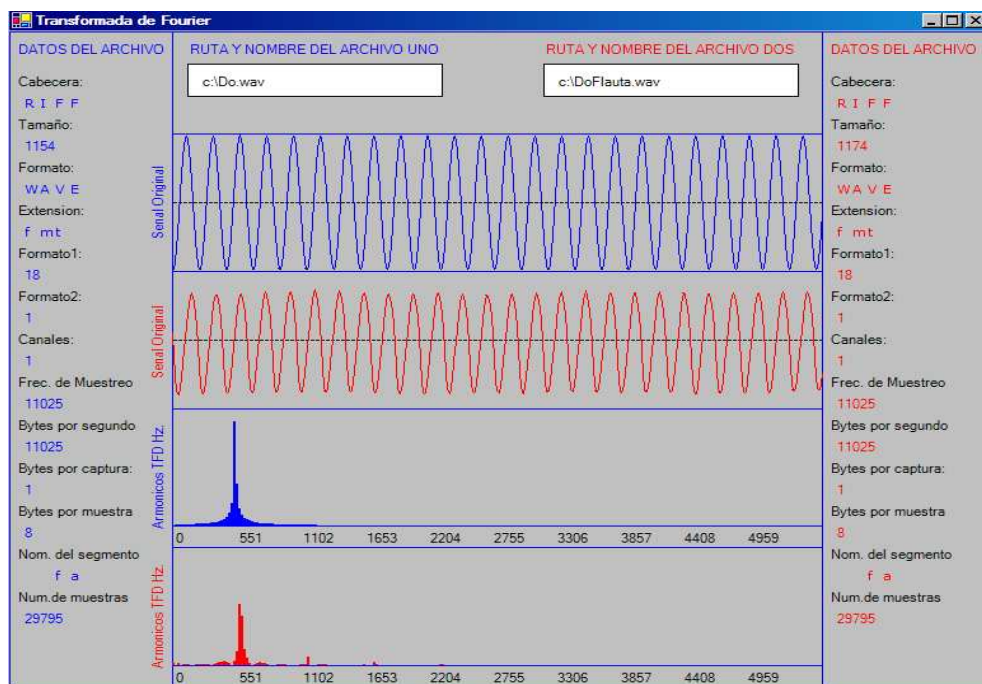 Transformada de Fourier
DATOS DEL ARCHIVO
Cabecera:
R I F F
Tamaño:
1154
Formato:
W A V E
Extension:
f mt
Formato1:
18
Formato2:
1
Canales:
1
Frec. de Muestreo
11025
Bytes por segundo
11025
Bytes por captura:
1
Bytes por muestra
8
Nom. del segmento
f a
Num.de muestras
29795
RUTA Y NOMBRE DEL ARCHIVO UNO
c:\Do.wav
RUTA Y NOMBRE DEL ARCHIVO DOS
c:\DoFlauta.wav
Senal Original
Senal Original
Armonicos TFD Hz.
0 551 1102 1653 2204 2755 3306 3857 4408 4959
Armonicos TFD Hz.
0 551 1102 1653 2204 2755 3306 3857 4408 4959
DATOS DEL ARCHIVO
Cabecera:
R I F F
Tamaño:
1174
Formato:
W A V E
Extension:
f mt
Formato1:
18
Formato2:
1
Canales:
1
Frec. de Muestreo
11025
Bytes por segundo
11025
Bytes por captura:
1
Bytes por muestra
8
Nom. del segmento
f a
Num.de muestras
29795